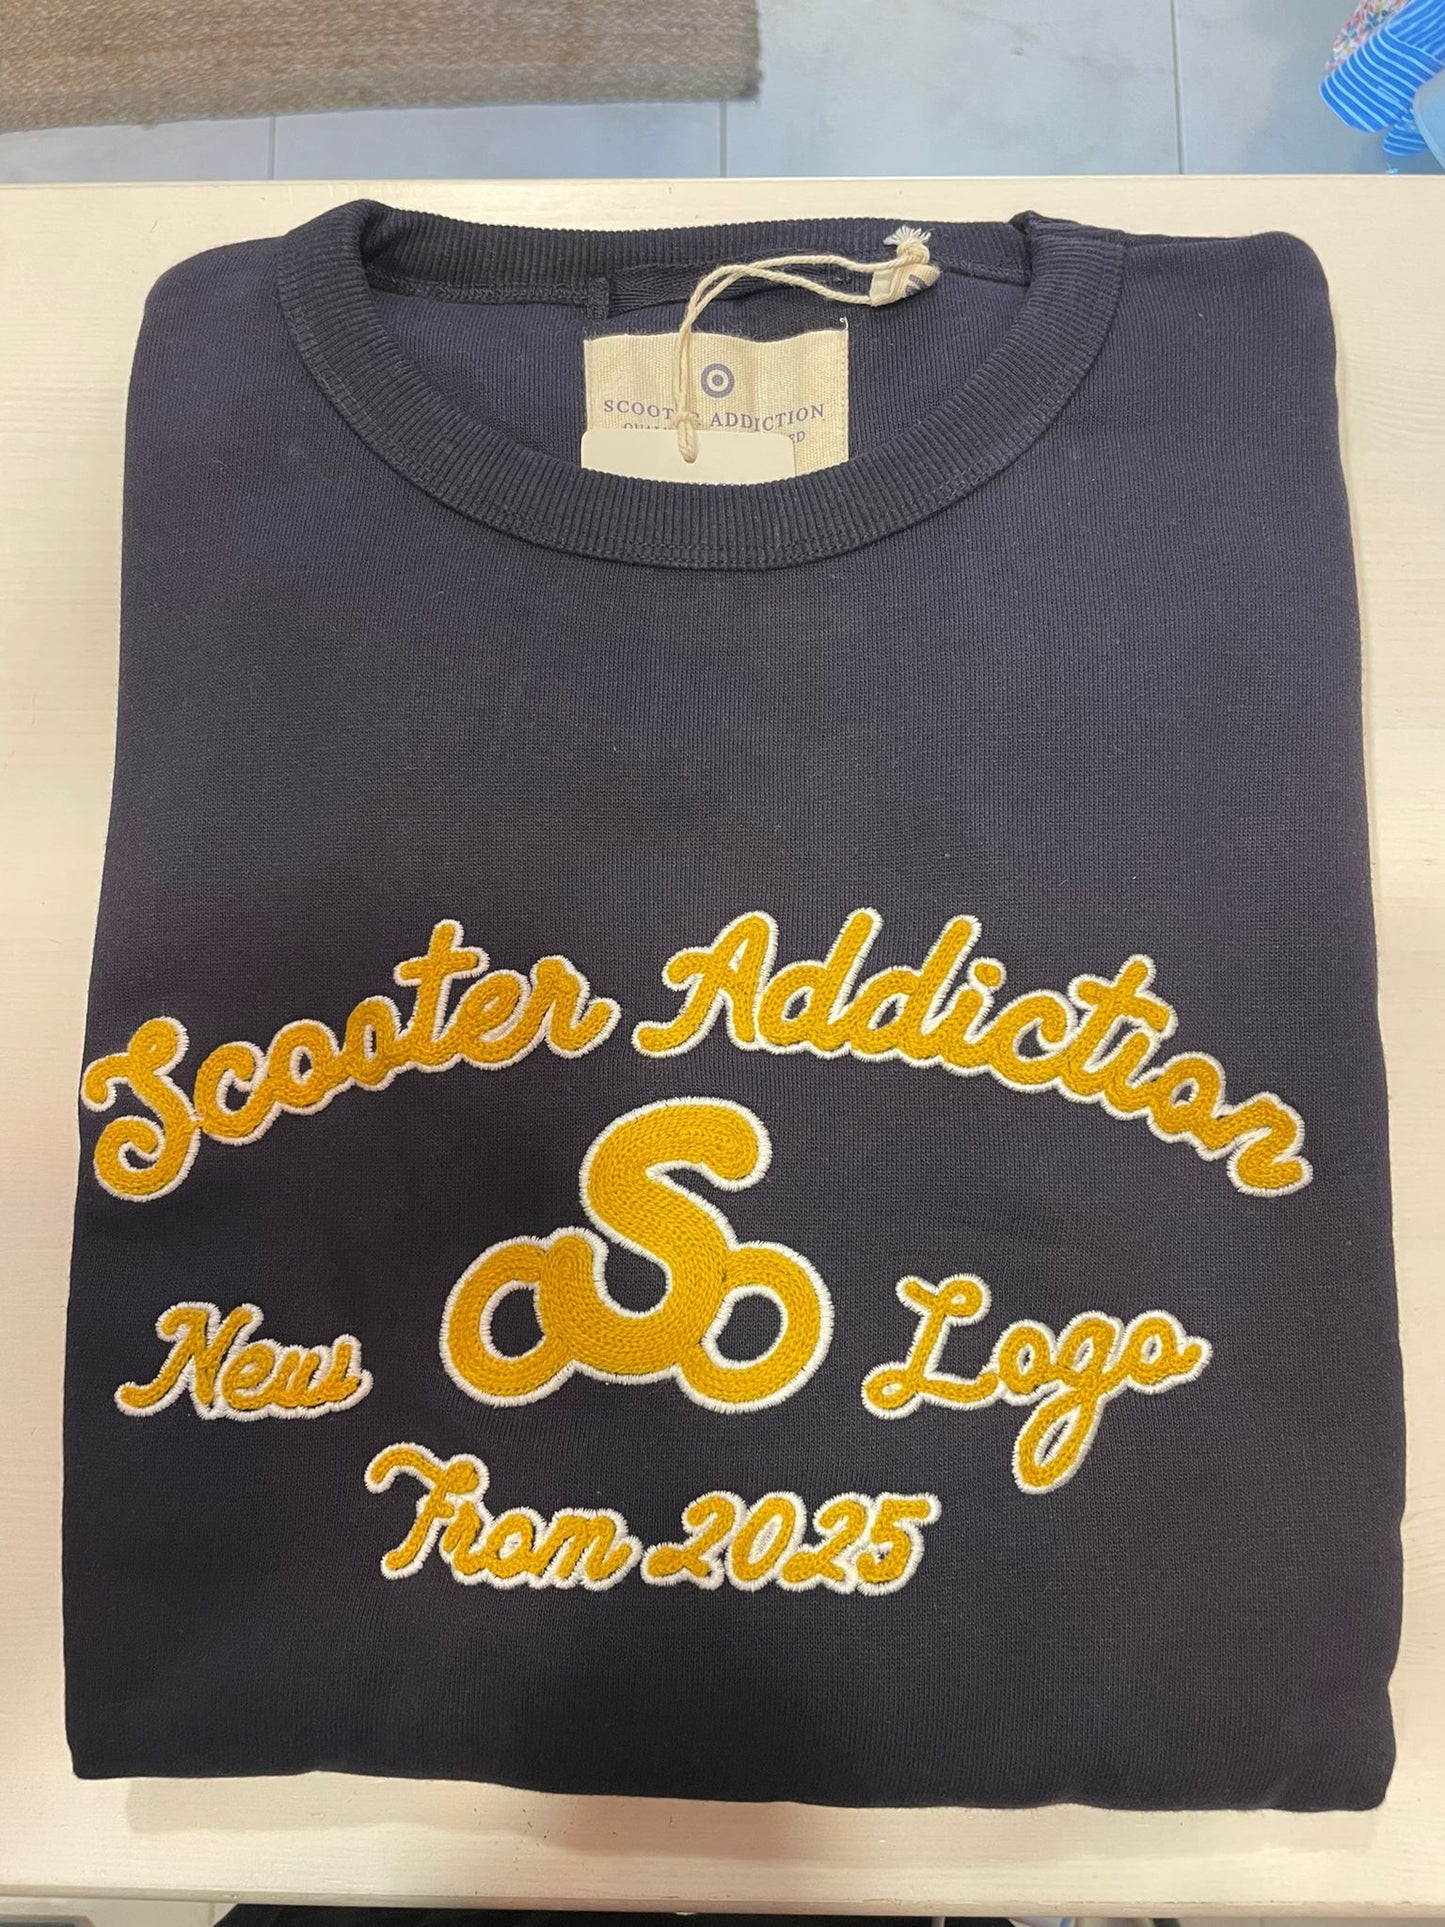 SCOOTER ADDICTION
Scooter Addiction
S
New Logo
From 2025